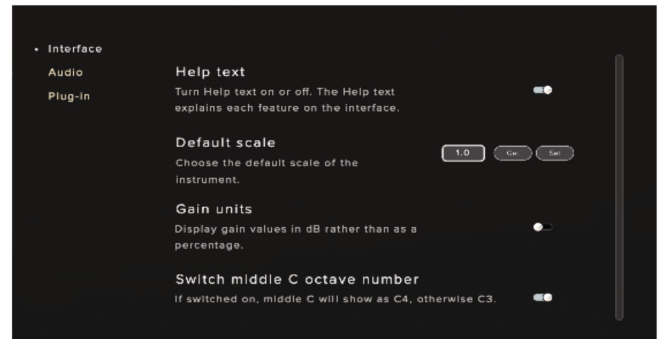 Interface
Audio
Plug-in
Help text
Turn Help text on or off. The Help text
explains each feature on the interface.
Default scale
Choose the default scale of the
instrument.
1.0
Get
Set
Gain units
Display gain values in dB rather than as a
percentage.
Switch middle C octave number
If switched on, middle C will show as C4, otherwise C3.